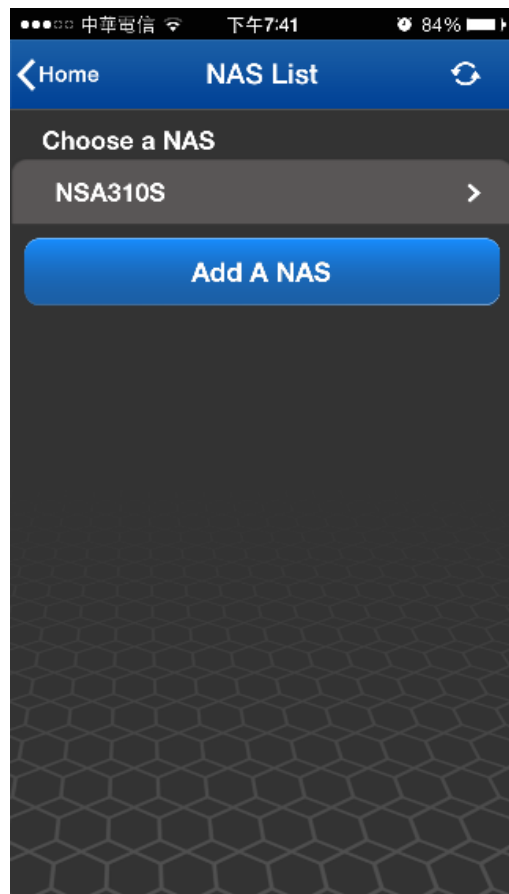 中華電信 下午7:41 84%
Home NAS List
Choose a NAS
NSA310S
Add A NAS